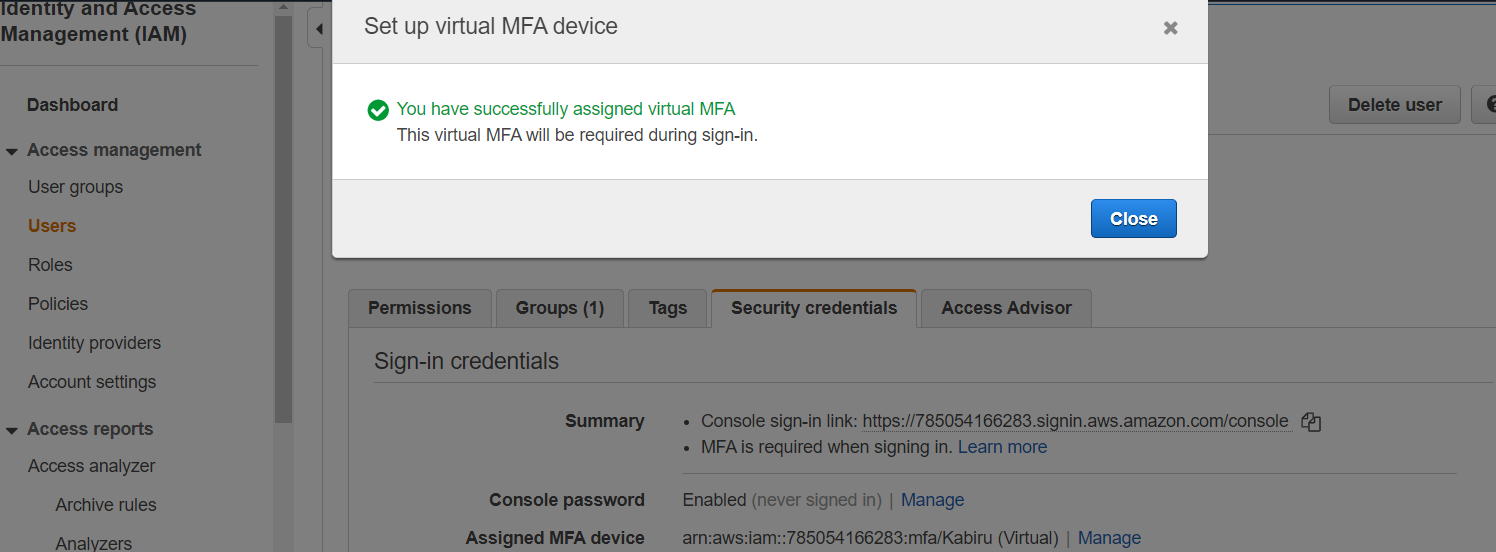 Identity and Access
Management (IAM)
Dashboard
Access management
User groups
Users
Roles
Policies
Identity providers
Account settings
Access reports
Access analyzer
Archive rules
Analyzers
Set up virtual MFA device
You have successfully assigned virtual MFA
This virtual MFA will be required during sign-in.
Close
Delete user
Permissions
Groups (1)
Tags
Security credentials
Access Advisor
Sign-in credentials
Summary
Console sign-in link: https://785054166283.signin.aws.amazon.com/console
MFA is required when signing in. Learn more
Console password
Enabled (never signed in) | Manage
Assigned MFA device
arn:aws:iam::785054166283:mfa/Kabiru (Virtual) | Manage